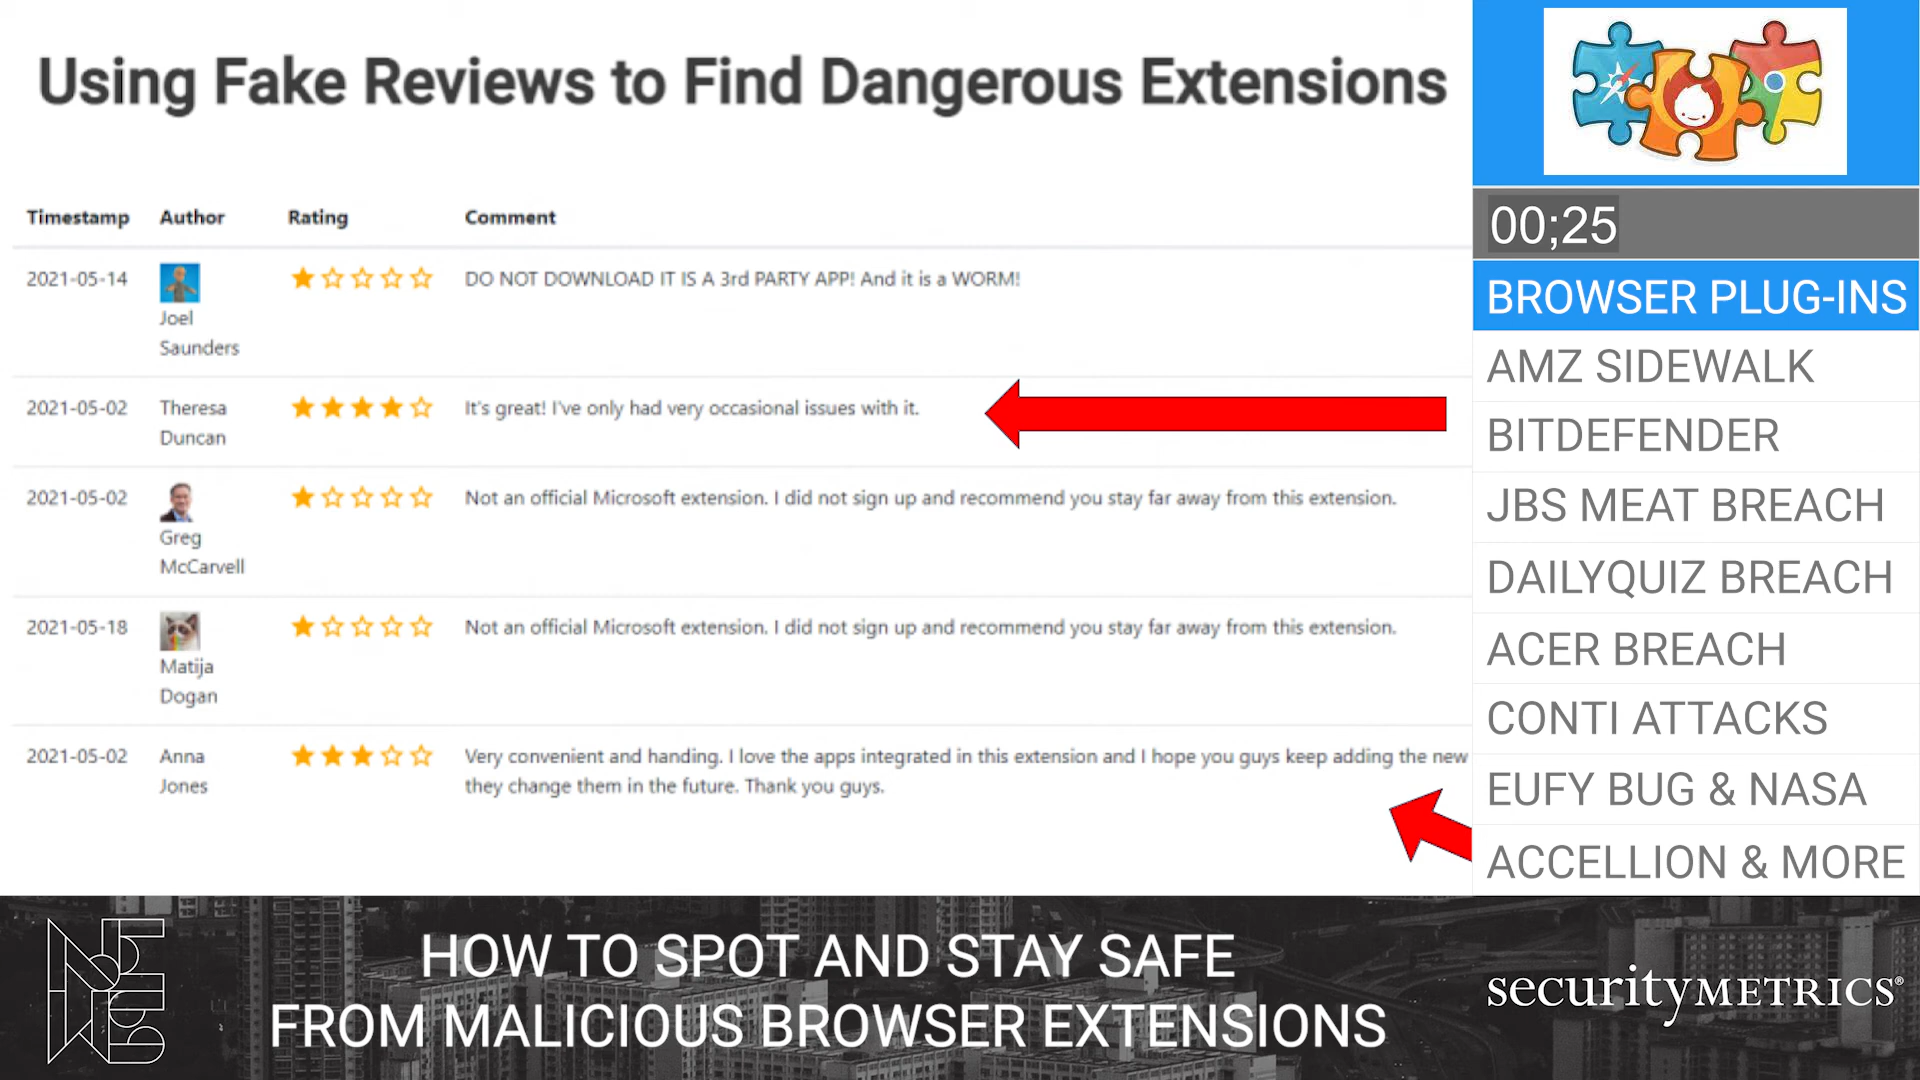 Using Fake Reviews to Find Dangerous Extensions
Timestamp Author Rating Comment
2021-05-14 Joel Saunders DO NOT DOWNLOAD IT IS A 3rd PARTY APP! And it is a WORM!
2021-05-02 Theresa Duncan It's great! I've only had very occasional issues with it.
2021-05-02 Greg McCarvell Not an official Microsoft extension. I did not sign up and recommend you stay far away from this extension.
2021-05-18 Matija Dogan Not an official Microsoft extension. I did not sign up and recommend you stay far away from this extension.
2021-05-02 Anna Jones Very convenient and handing. I love the apps integrated in this extension and I hope you guys keep adding the new
they change them in the future. Thank you guys.
00;25
BROWSER PLUG-INS
AMZ SIDEWALK
BITDEFENDER
JBS MEAT BREACH
DAILYQUIZ BREACH
ACER BREACH
CONTI ATTACKS
EUFY BUG & NASA
ACCELLION & MORE
HOW TO SPOT AND STAY SAFE
FROM MALICIOUS BROWSER EXTENSIONS
securityMETRICS®